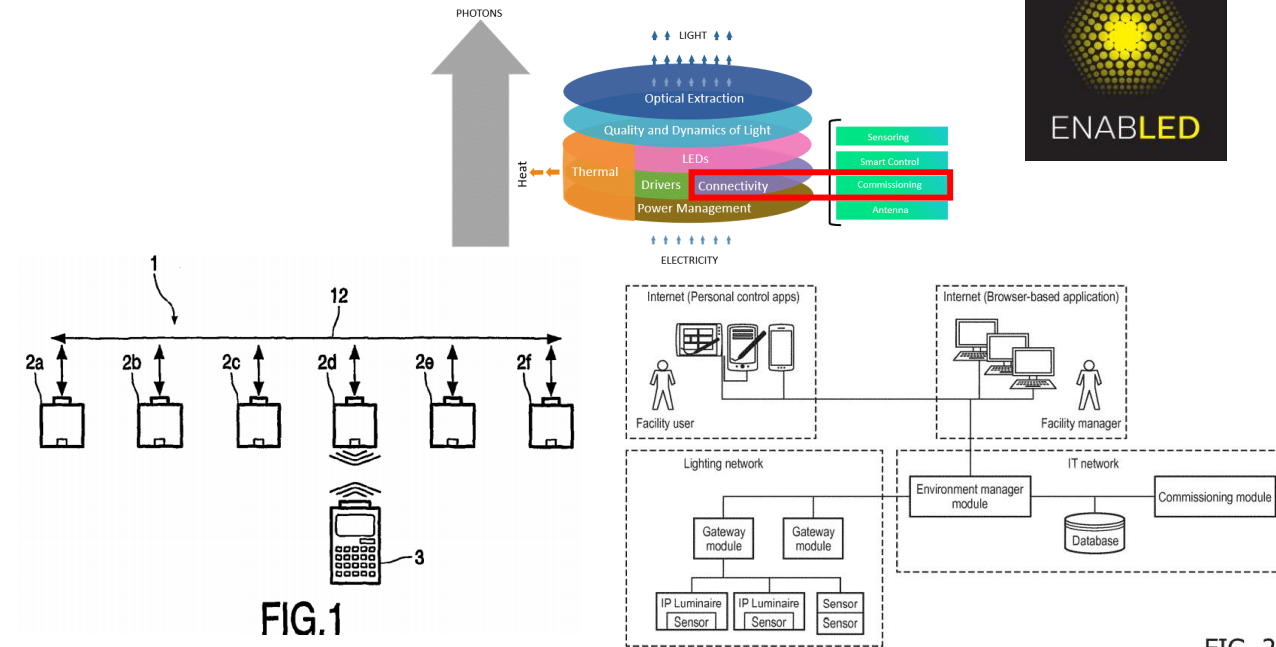 PHOTONS
LIGHT
Optical Extraction
Quality and Dynamics of Light
LEDs
Thermal
Heat
Drivers
Connectivity
Power Management
ELECTRICITY
Sensoring
Smart Control
Commissioning
Antenna
ENABLED
1
12
2a
2b
2c
2d
2e
2f
3
FIG.1
Internet (Personal control apps)
Facility user
Internet (Browser-based application)
Facility manager
Lighting network
Gateway
module
Gateway
module
IP Luminaire
Sensor
IP Luminaire
Sensor
Sensor
Sensor
IT network
Environment manager
module
Database
Commissioning module
FIG. 2